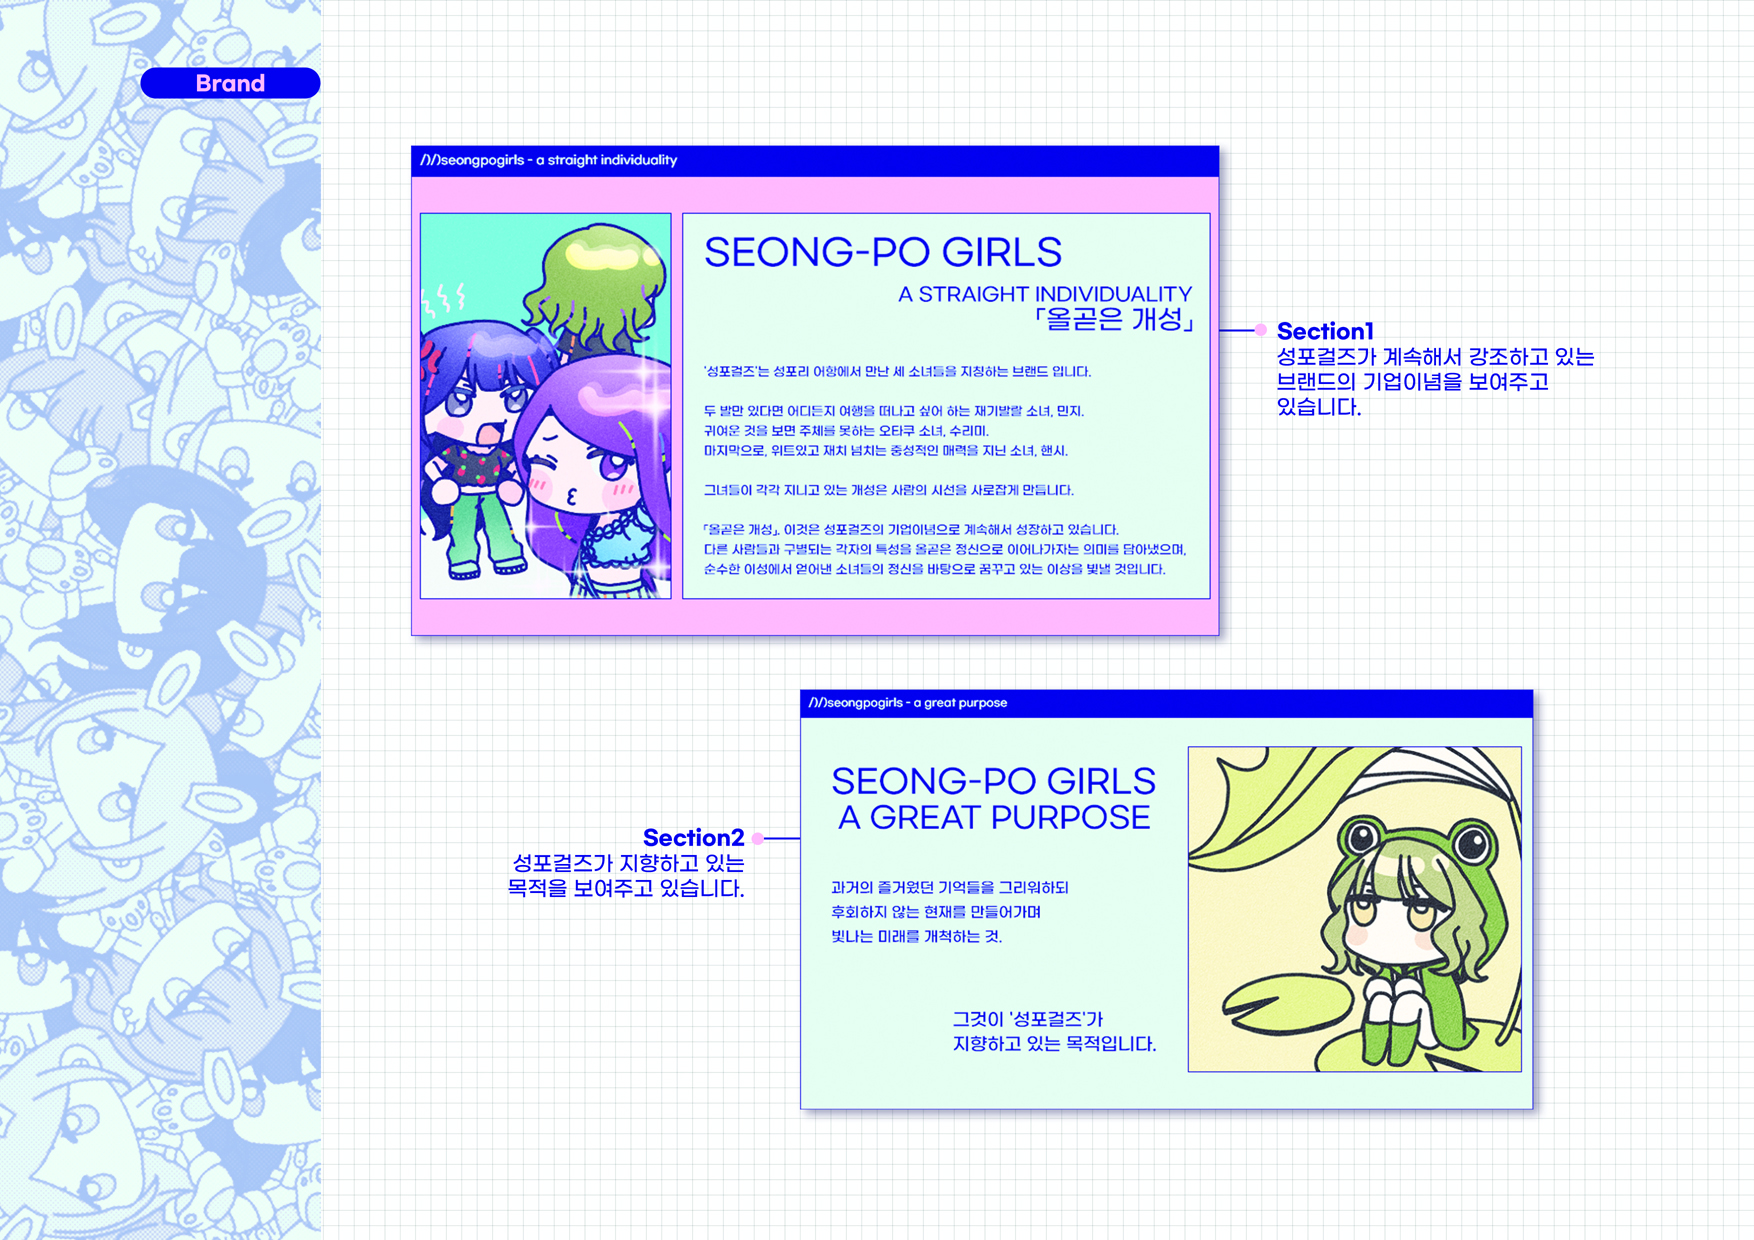 Brand
/)/)seongpogirls - a straight individuality
SEONG-PO GIRLS
A STRAIGHT INDIVIDUALITY
「올곧은 개성」
'성포걸즈'는 성포리 어항에서 만난 세 소녀들을 지칭하는 브랜드 입니다.
두 발만 있다면 어디든지 여행을 떠나고 싶어 하는 재기발랄 소녀, 민지.
귀여운 것을 보면 주체를 못하는 오타쿠 소녀, 수리미.
마지막으로, 위트있고 재치 넘치는 중성적인 매력을 지닌 소녀, 핸시.
그녀들이 각각 지니고 있는 개성은 사람의 시선을 사로잡게 만듭니다.
「올곧은 개성」. 이것은 성포걸즈의 기업이념으로 계속해서 성장하고 있습니다.
다른 사람들과 구별되는 각자의 특성을 올곧은 정신으로 이어나가자는 의미를 담아냈으며,
순수한 이성에서 얻어낸 소녀들의 정신을 바탕으로 꿈꾸고 있는 이상을 빛낼 것입니다.
Section1
성포걸즈가 계속해서 강조하고 있는
브랜드의 기업이념을 보여주고
있습니다.
/)/)seongpogirls - a great purpose
SEONG-PO GIRLS
A GREAT PURPOSE
과거의 즐거웠던 기억들을 그리워하되
후회하지 않는 현재를 만들어가며
빛나는 미래를 개척하는 것.
그것이 '성포걸즈'가
지향하고 있는 목적입니다.
Section2
성포걸즈가 지향하고 있는
목적을 보여주고 있습니다.